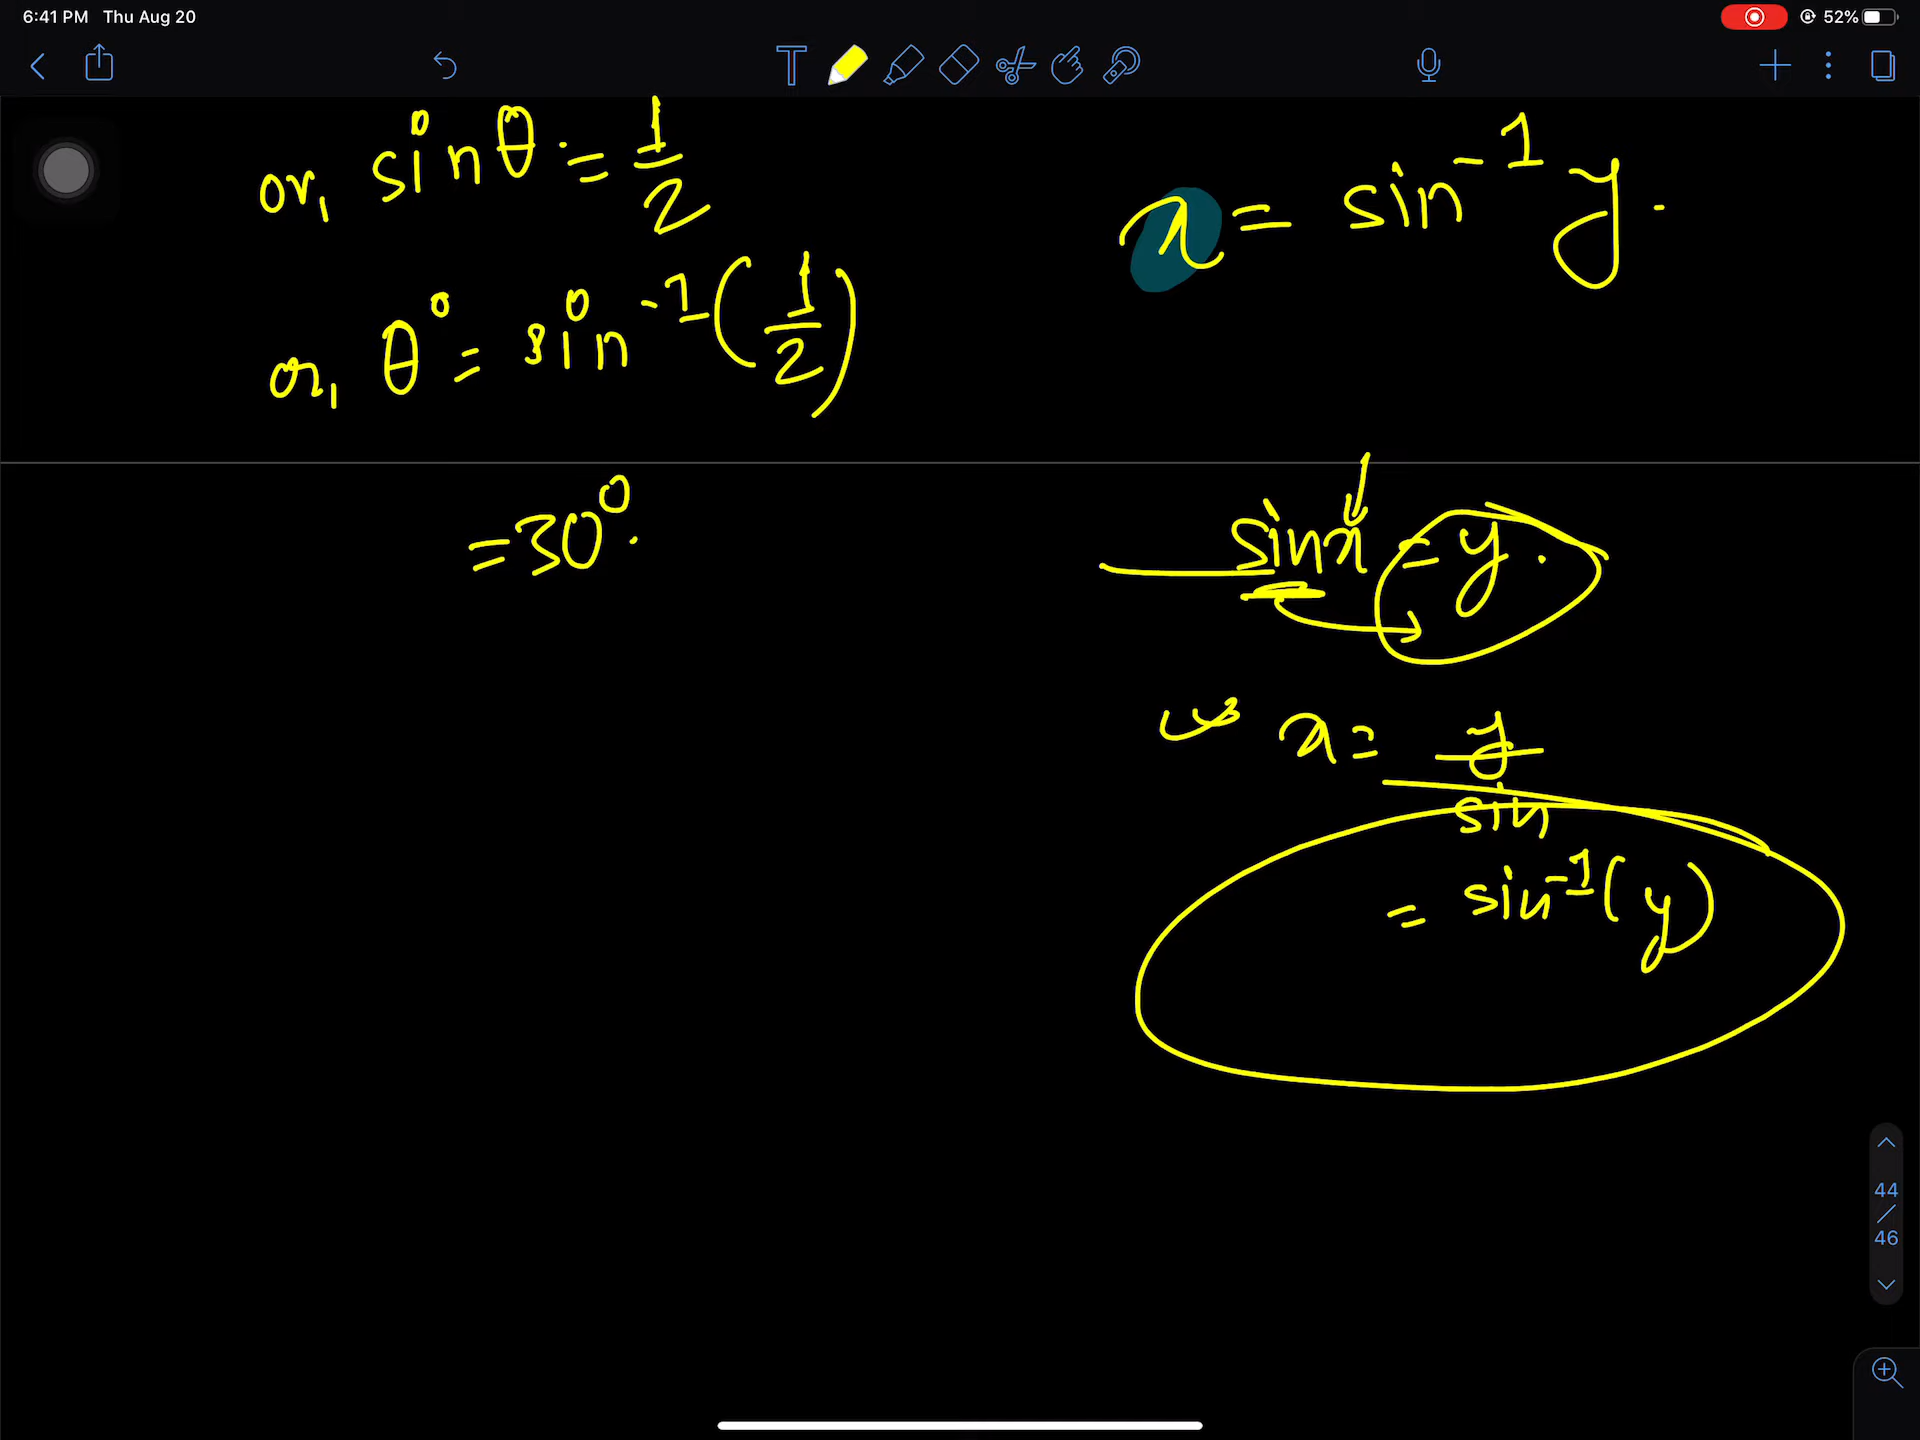 6:41 PM Thu Aug 20
52%
or, sinθ = 1/2
or, θ° = sin⁻¹(1/2)
= 30°.
x = sin⁻¹ y.
sinx = y.
x = y/sin
= sin⁻¹(y)
44
/
46